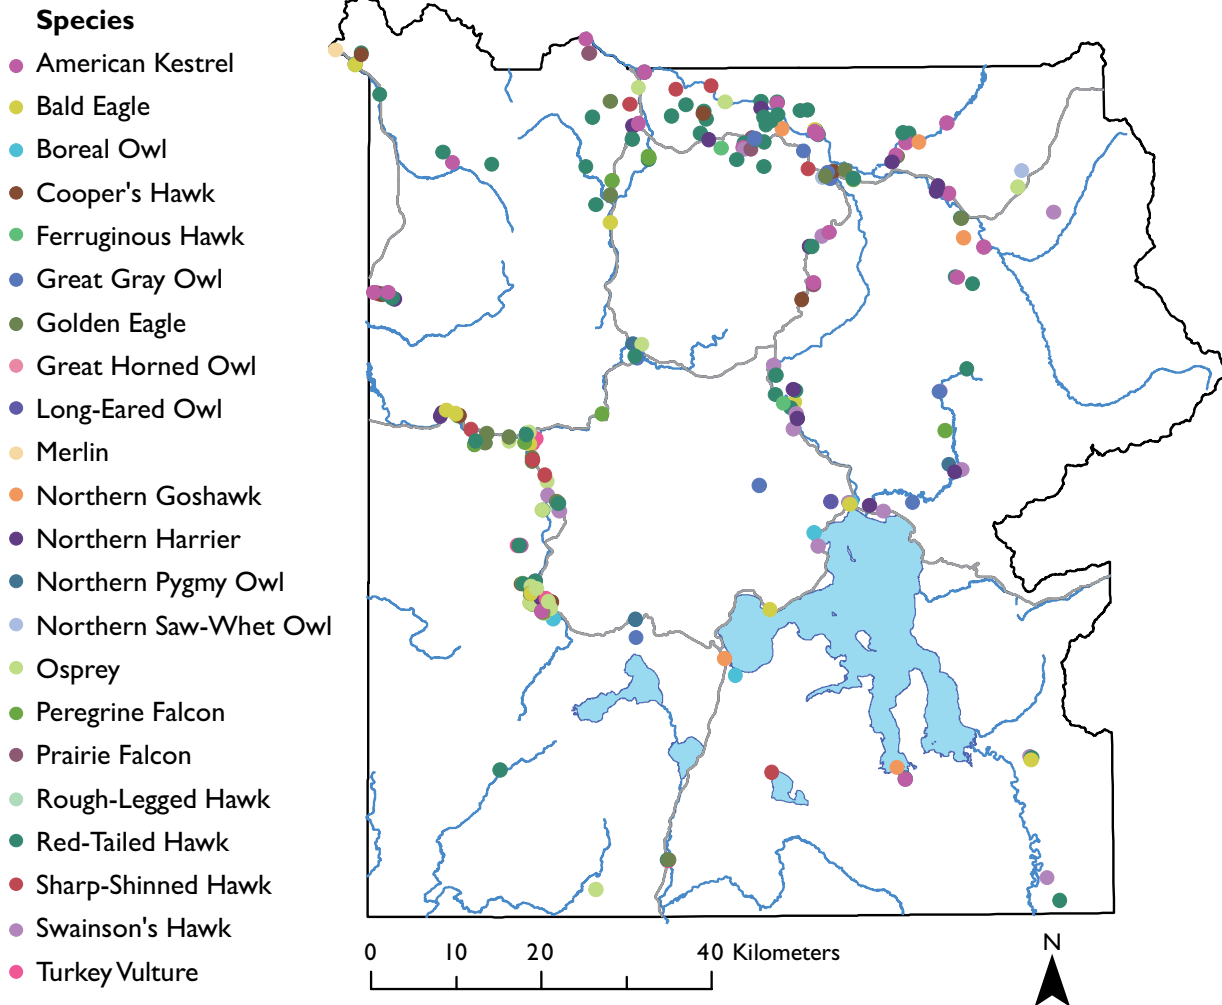 Species
American Kestrel
Bald Eagle
Boreal Owl
Cooper's Hawk
Ferruginous Hawk
Great Gray Owl
Golden Eagle
Great Horned Owl
Long-Eared Owl
Merlin
Northern Goshawk
Northern Harrier
Northern Pygmy Owl
Northern Saw-Whet Owl
Osprey
Peregrine Falcon
Prairie Falcon
Rough-Legged Hawk
Red-Tailed Hawk
Sharp-Shinned Hawk
Swainson's Hawk
Turkey Vulture
0 10 20 40 Kilometers
N